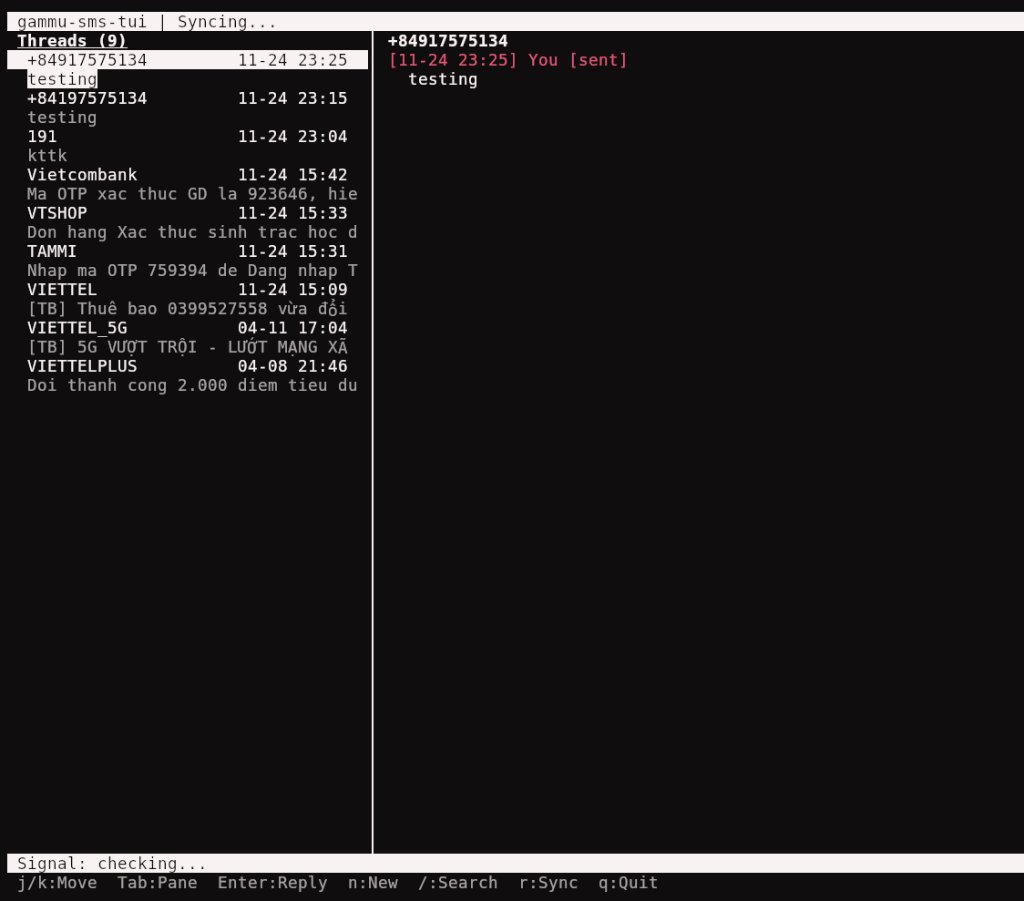 gammu-sms-tui | Syncing...
Threads (9)
+84917575134 11-24 23:25
testing
+84197575134 11-24 23:15
testing
191 11-24 23:04
kttk
Vietcombank 11-24 15:42
Ma OTP xac thuc GD la 923646, hie
VTSHOP 11-24 15:33
Don hang Xac thuc sinh trac hoc d
TAMMI 11-24 15:31
Nhap ma OTP 759394 de Dang nhap T
VIETTEL 11-24 15:09
[TB] Thuê bao 0399527558 vừa đổi
VIETTEL_5G 04-11 17:04
[TB] 5G VƯỢT TRỘI - LƯỚT MẠNG XÃ
VIETTELPLUS 04-08 21:46
Doi thanh cong 2.000 diem tieu du
+84917575134
[11-24 23:25] You [sent]
testing
Signal: checking...
j/k:Move Tab:Pane Enter:Reply n:New /:Search r:Sync q:Quit